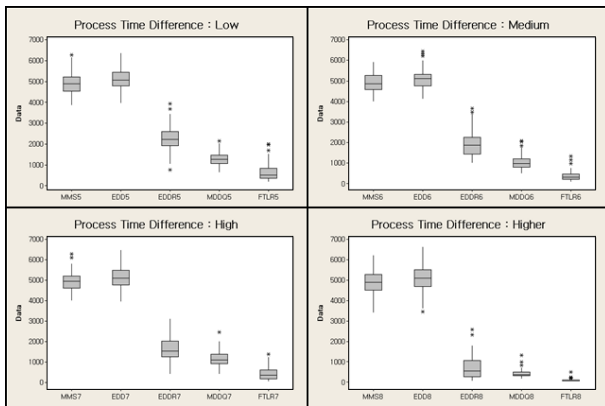 Process Time Difference : Low
7000
6000
5000
4000
3000
2000
1000
0
Data
MMS5 EDD5 EDDR5 MDDQ5 FTLR5
Process Time Difference : Medium
7000
6000
5000
4000
3000
2000
1000
0
Data
MMS6 EDD6 EDDR6 MDDQ6 FTLR6
Process Time Difference : High
7000
6000
5000
4000
3000
2000
1000
0
Data
MMS7 EDD7 EDDR7 MDDQ7 FTLR7
Process Time Difference : Higher
7000
6000
5000
4000
3000
2000
1000
0
Data
MMS8 EDD8 EDDR8 MDDQ8 FTLR8